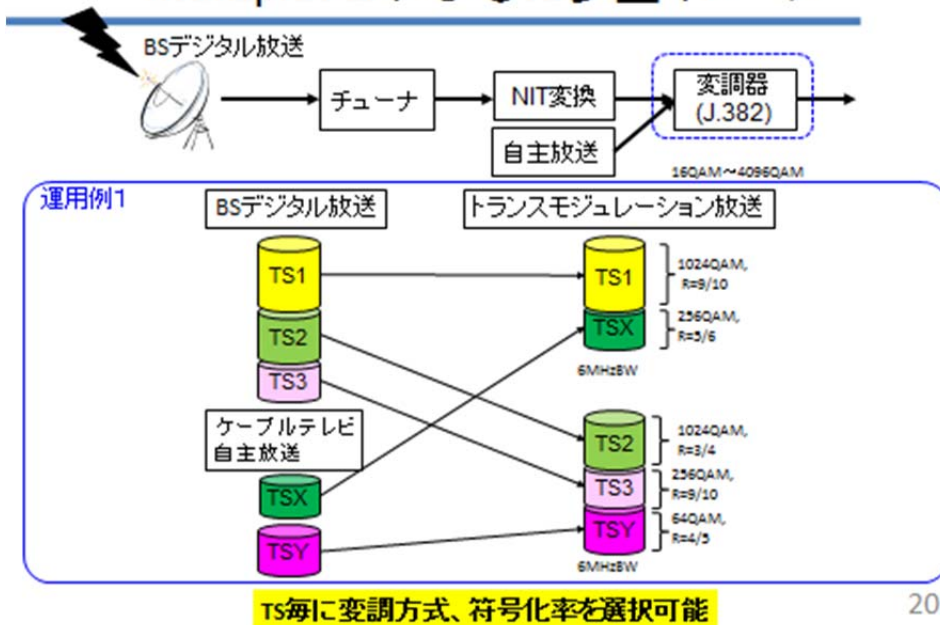 BSデジタル放送
チューナ
NIT変換
自主放送
変調器
(J.382)
16QAM～4096QAM
運用例1
BSデジタル放送
トランスモジュレーション放送
TS1
TS2
TS3
ケーブルテレビ
自主放送
TSX
TSY
TS1
1024QAM,
R=9/10
TSX
256QAM,
R=5/6
6MHzBW
TS2
1024QAM,
R=3/4
TS3
256QAM,
R=9/10
TSY
64QAM,
R=4/5
6MHzBW
TS毎に変調方式、符号化率を選択可能
20